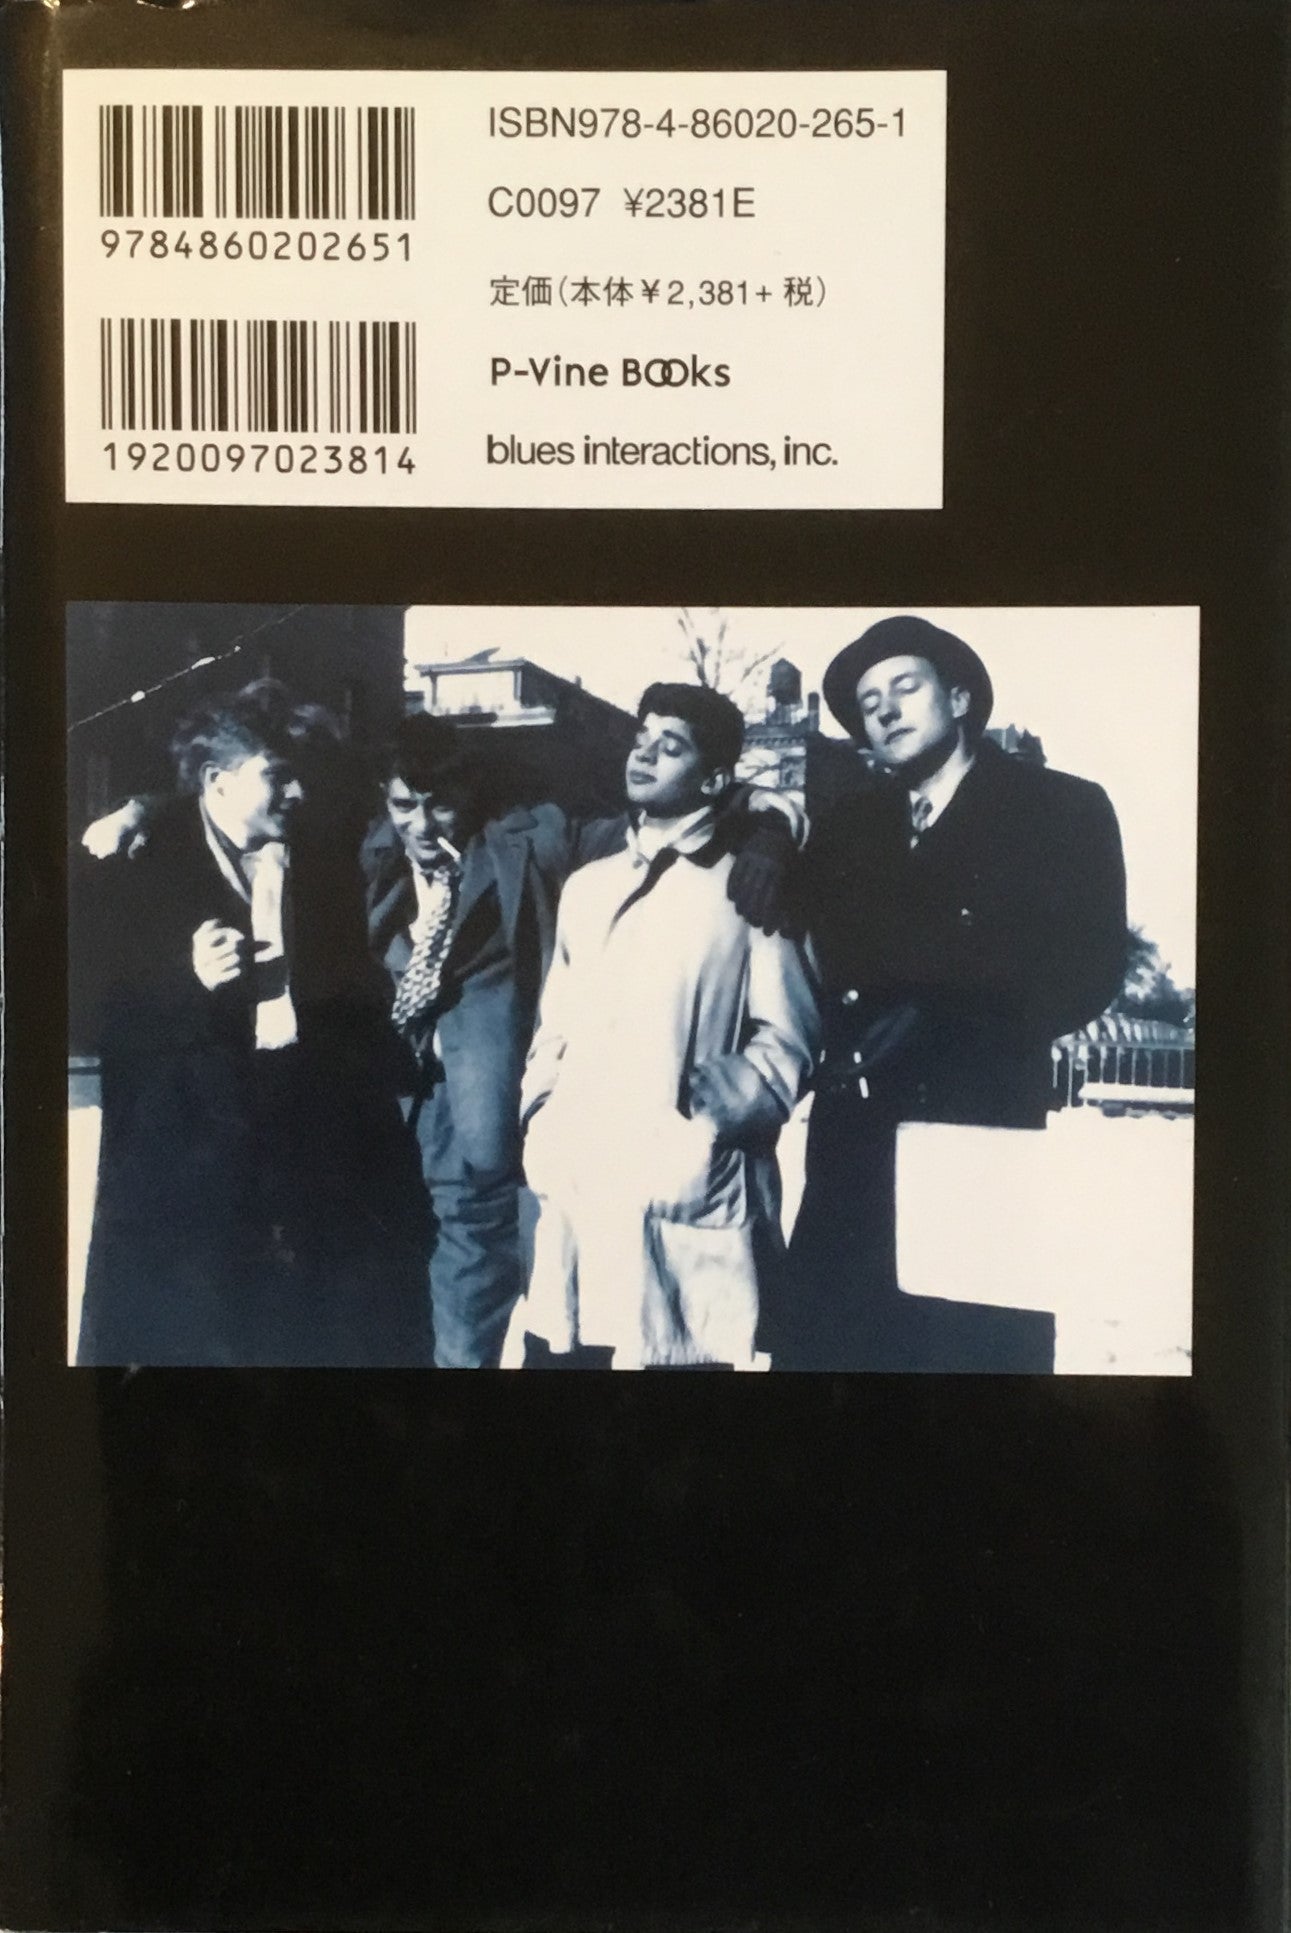 ISBN978-4-86020-265-1
C0097 ¥2381E
9784860202651
定価(本体¥2,381+税)
P-Vine BOOks
1920097023814
blues interactions, inc.